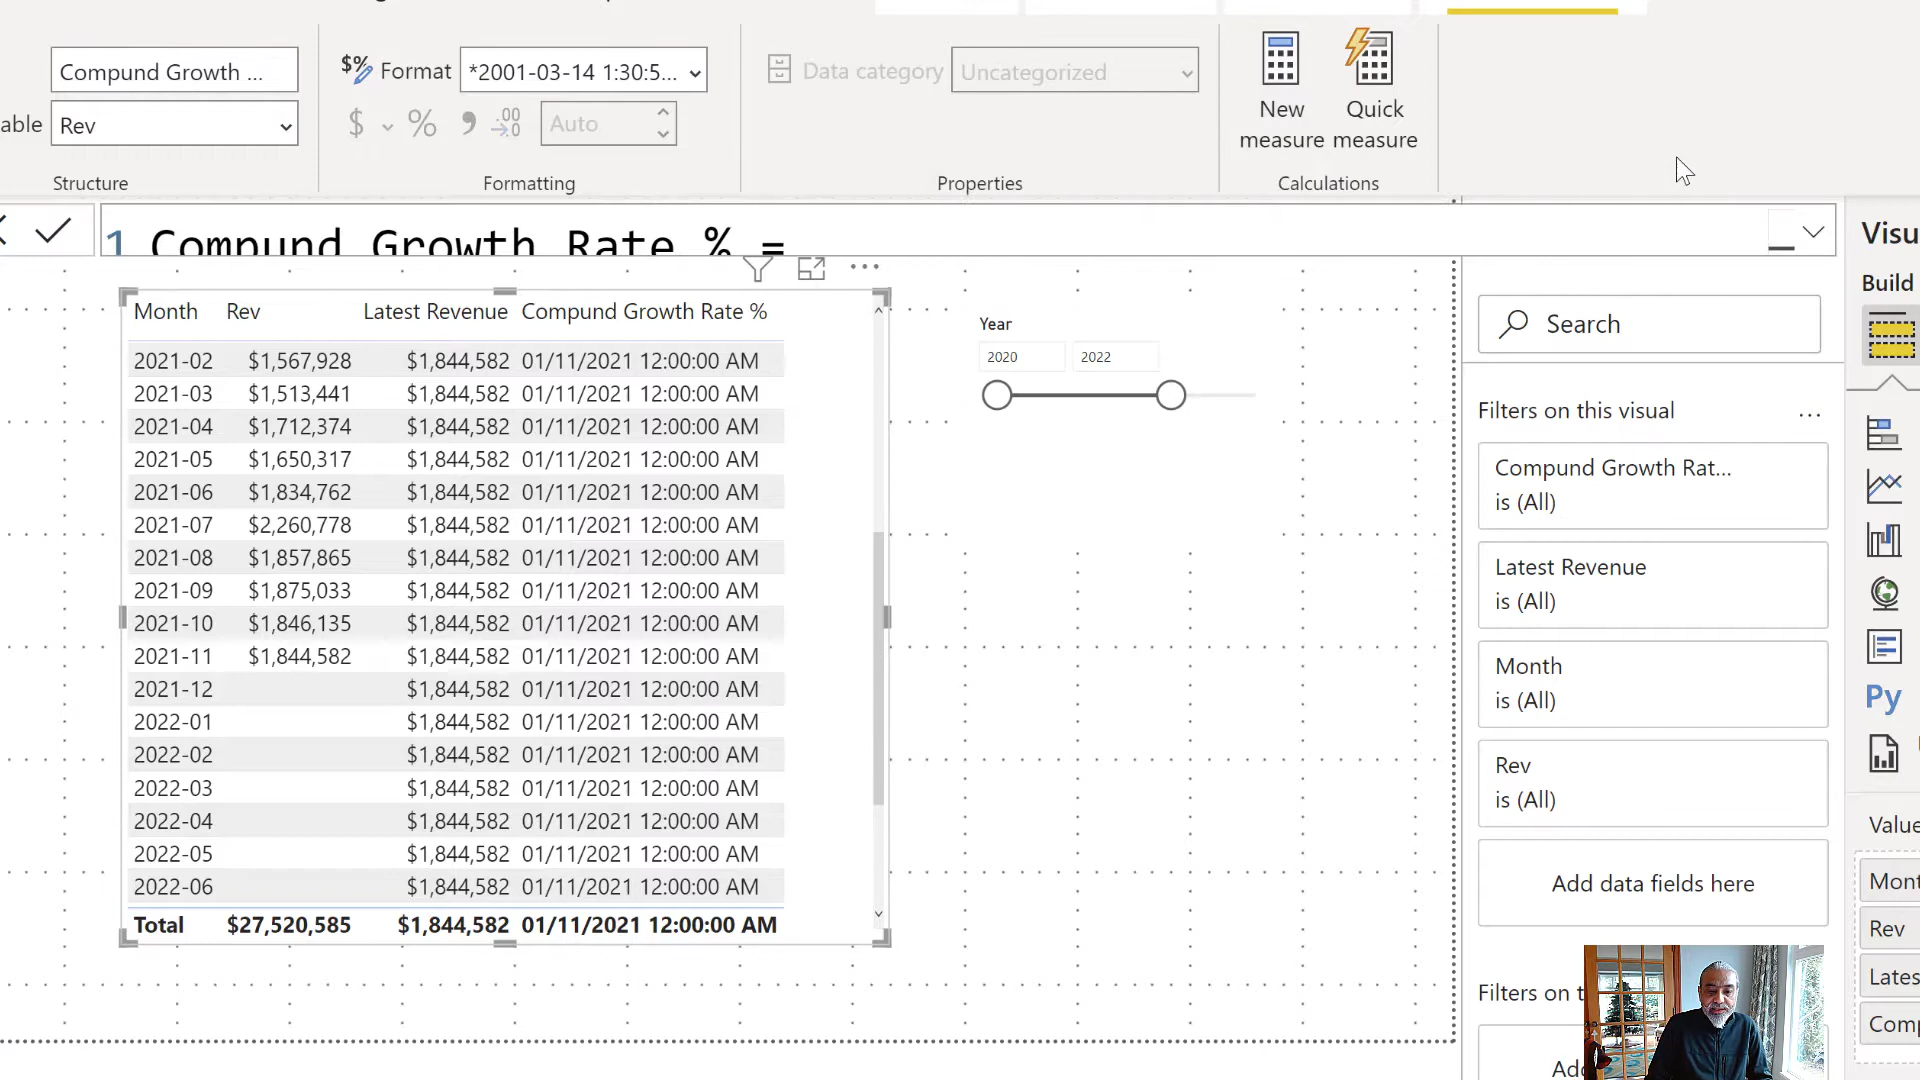 Compund Growth ...
able Rev
Structure
$% Format *2001-03-14 1:30:5...
$ % , .00 →0 Auto
Formatting
Data category Uncategorized
Properties
New measure
Quick measure
Calculations
1 Compund Growth Rate % =
Month Rev Latest Revenue Compund Growth Rate %
2021-02 $1,567,928 $1,844,582 01/11/2021 12:00:00 AM
2021-03 $1,513,441 $1,844,582 01/11/2021 12:00:00 AM
2021-04 $1,712,374 $1,844,582 01/11/2021 12:00:00 AM
2021-05 $1,650,317 $1,844,582 01/11/2021 12:00:00 AM
2021-06 $1,834,762 $1,844,582 01/11/2021 12:00:00 AM
2021-07 $2,260,778 $1,844,582 01/11/2021 12:00:00 AM
2021-08 $1,857,865 $1,844,582 01/11/2021 12:00:00 AM
2021-09 $1,875,033 $1,844,582 01/11/2021 12:00:00 AM
2021-10 $1,846,135 $1,844,582 01/11/2021 12:00:00 AM
2021-11 $1,844,582 $1,844,582 01/11/2021 12:00:00 AM
2021-12 $1,844,582 01/11/2021 12:00:00 AM
2022-01 $1,844,582 01/11/2021 12:00:00 AM
2022-02 $1,844,582 01/11/2021 12:00:00 AM
2022-03 $1,844,582 01/11/2021 12:00:00 AM
2022-04 $1,844,582 01/11/2021 12:00:00 AM
2022-05 $1,844,582 01/11/2021 12:00:00 AM
2022-06 $1,844,582 01/11/2021 12:00:00 AM
Total $27,520,585 $1,844,582 01/11/2021 12:00:00 AM
Year
2020 2022
Search
Filters on this visual ...
Compund Growth Rat...
is (All)
Latest Revenue
is (All)
Month
is (All)
Rev
is (All)
Add data fields here
Filters on t
Ad
Visu
Build
Py
Value
Mont
Rev
Lates
Comp